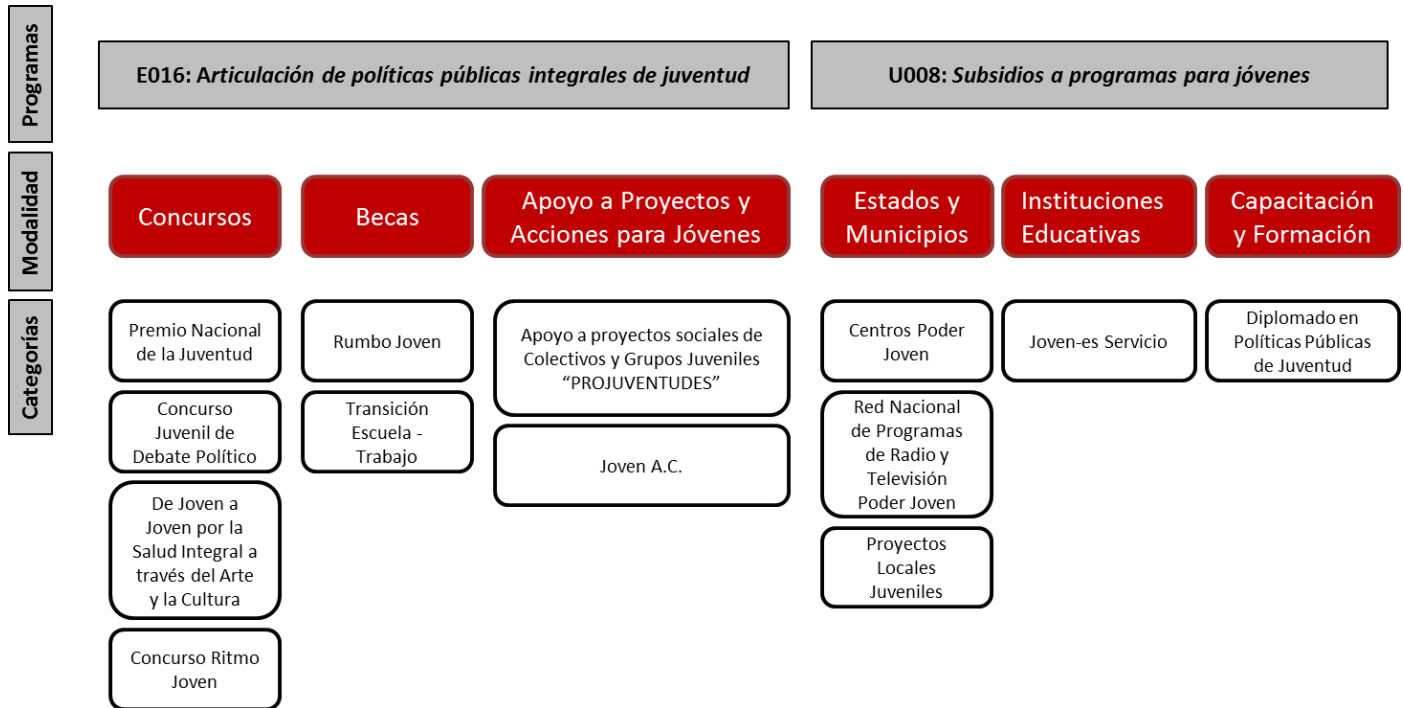 Programas
E016: Articulación de políticas públicas integrales de juventud
U008: Subsidios a programas para jóvenes
Modalidad
Concursos
Becas
Apoyo a Proyectos y
Acciones para Jóvenes
Estados y
Municipios
Instituciones
Educativas
Capacitación
y Formación
Categorías
Premio Nacional
de la Juventud
Concurso
Juvenil de
Debate Político
De Joven a
Joven por la
Salud Integral a
través del Arte
y la Cultura
Concurso Ritmo
Joven
Rumbo Joven
Transición
Escuela -
Trabajo
Apoyo a proyectos sociales de
Colectivos y Grupos Juveniles
“PROJUVENTUDES”
Joven A.C.
Centros Poder
Joven
Red Nacional
de Programas
de Radio y
Televisión
Poder Joven
Proyectos
Locales
Juveniles
Joven-es Servicio
Diplomado en
Políticas Públicas
de Juventud